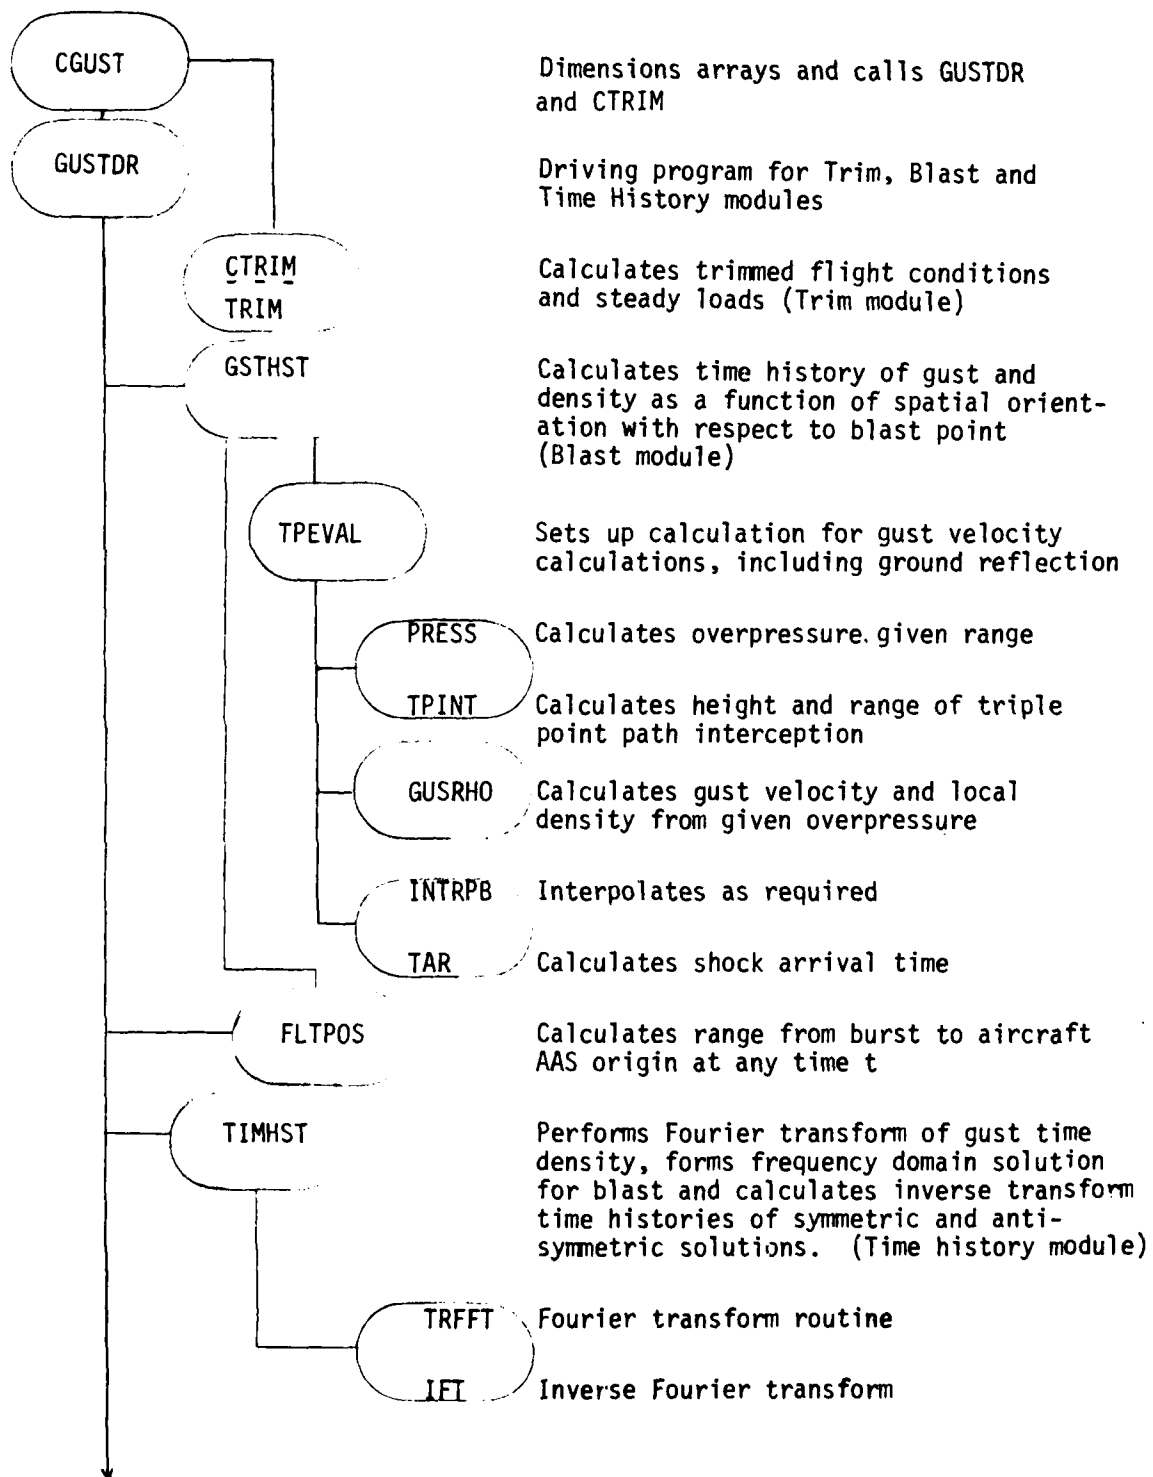 CGUST
Dimensions arrays and calls GUSTDR
and CTRIM
GUSTDR
Driving program for Trim, Blast and
Time History modules
CTRIM
TRIM
Calculates trimmed flight conditions
and steady loads (Trim module)
GSTHST
Calculates time history of gust and
density as a function of spatial orient-
ation with respect to blast point
(Blast module)
TPEVAL
Sets up calculation for gust velocity
calculations, including ground reflection
PRESS
Calculates overpressure. given range
TPINT
Calculates height and range of triple
point path interception
GUSRHO
Calculates gust velocity and local
density from given overpressure
INTRPB
Interpolates as required
TAR
Calculates shock arrival time
FLTPOS
Calculates range from burst to aircraft
AAS origin at any time t
TIMHST
Performs Fourier transform of gust time
density, forms frequency domain solution
for blast and calculates inverse transform
time histories of symmetric and anti-
symmetric solutions. (Time history module)
TRFFT
Fourier transform routine
IFT
Inverse Fourier transform